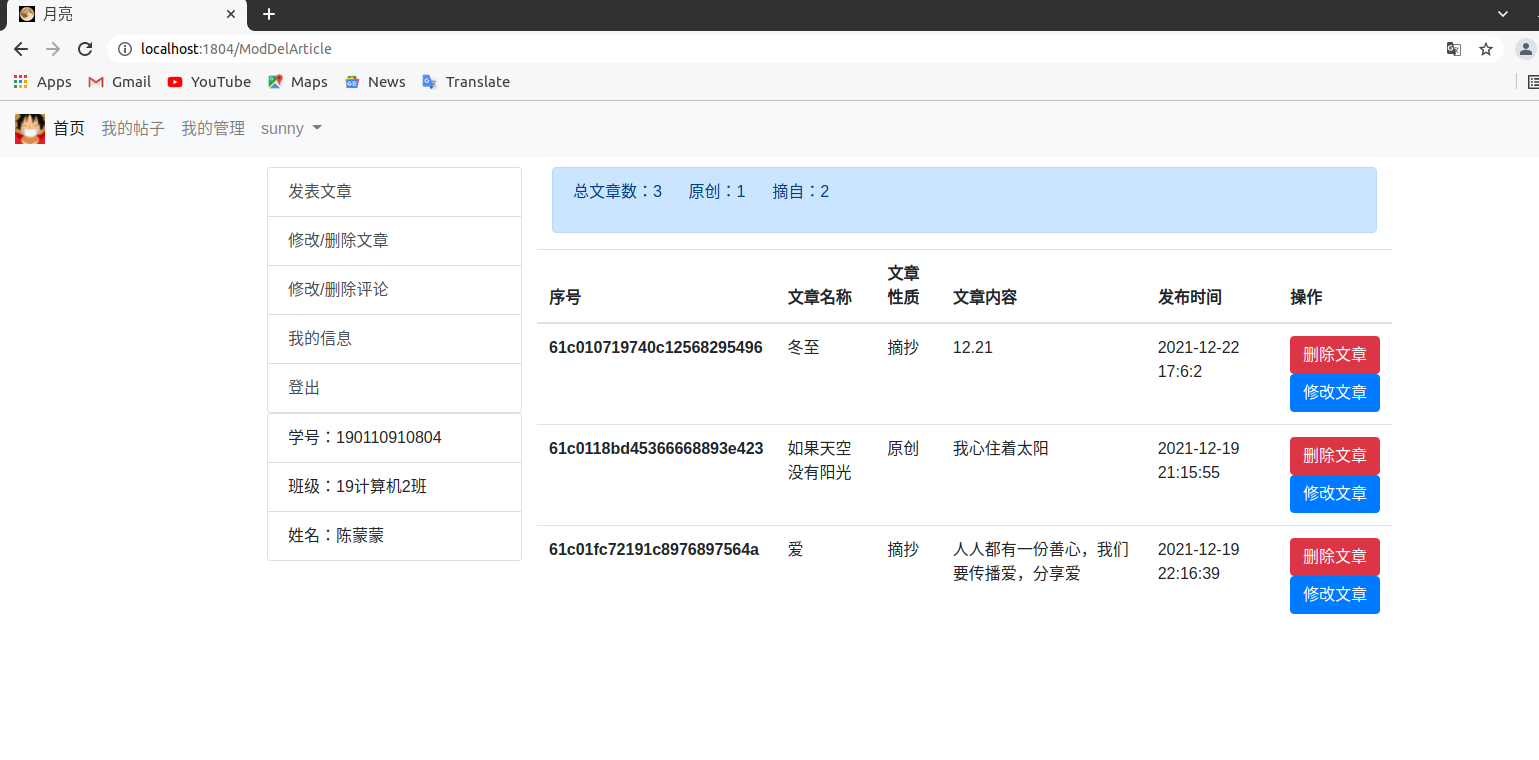 月亮
localhost:1804/ModDelArticle
Apps Gmail YouTube Maps News Translate
首页 我的帖子 我的管理 sunny
发表文章
修改/删除文章
修改/删除评论
我的信息
登出
学号：190110910804
班级：19计算机2班
姓名：陈蒙蒙
总文章数：3 原创：1 摘自：2
序号 文章名称 文章性质 文章内容 发布时间 操作
61c010719740c12568295496 冬至 摘抄 12.21 2021-12-22 删除文章
17:6:2
修改文章
61c0118bd45366668893e423 如果天空 原创 我心住着太阳 2021-12-19 删除文章
没有阳光 21:15:55
修改文章
61c01fc72191c8976897564a 爱 摘抄 人人都有一份善心，我们 2021-12-19 删除文章
要传播爱，分享爱 22:16:39
修改文章